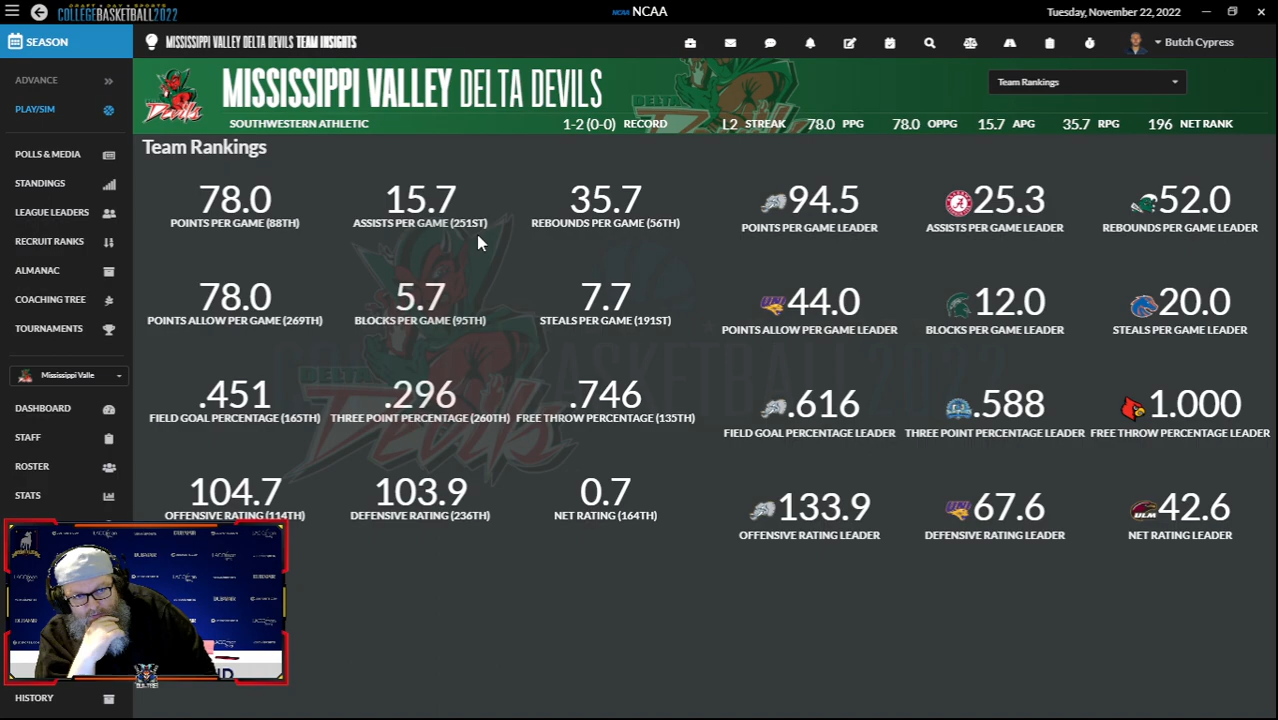 DRAFT DAY SPORTS
COLLEGE BASKETBALL 2022
NCAA NCAA
Tuesday, November 22, 2022
SEASON
MISSISSIPPI VALLEY DELTA DEVILS TEAM INSIGHTS
Butch Cypress
ADVANCE
PLAY/SIM
POLLS & MEDIA
STANDINGS
LEAGUE LEADERS
RECRUIT RANKS
ALMANAC
COACHING TREE
TOURNAMENTS
Mississippi Valle
DASHBOARD
STAFF
ROSTER
STATS
HISTORY
Devils
MISSISSIPPI VALLEY DELTA DEVILS
DELTA
Team Rankings
SOUTHWESTERN ATHLETIC
1-2 (0-0) RECORD L2 STREAK 78.0 PPG 78.0 OPPG 15.7 APG 35.7 RPG 196 NET RANK
Team Rankings
78.0 15.7 35.7 94.5 25.3 52.0
POINTS PER GAME (88TH) ASSISTS PER GAME (251ST) REBOUNDS PER GAME (56TH) POINTS PER GAME LEADER ASSISTS PER GAME LEADER REBOUNDS PER GAME LEADER
78.0 5.7 7.7 44.0 12.0 20.0
POINTS ALLOW PER GAME (269TH) BLOCKS PER GAME (95TH) STEALS PER GAME (191ST) POINTS ALLOW PER GAME LEADER BLOCKS PER GAME LEADER STEALS PER GAME LEADER
.451 .296 .746 .616 .588 1.000
FIELD GOAL PERCENTAGE (165TH) THREE POINT PERCENTAGE (260TH) FREE THROW PERCENTAGE (135TH) FIELD GOAL PERCENTAGE LEADER THREE POINT PERCENTAGE LEADER FREE THROW PERCENTAGE LEADER
104.7 103.9 0.7 133.9 67.6 42.6
OFFENSIVE RATING (114TH) DEFENSIVE RATING (236TH) NET RATING (164TH) OFFENSIVE RATING LEADER DEFENSIVE RATING LEADER NET RATING LEADER